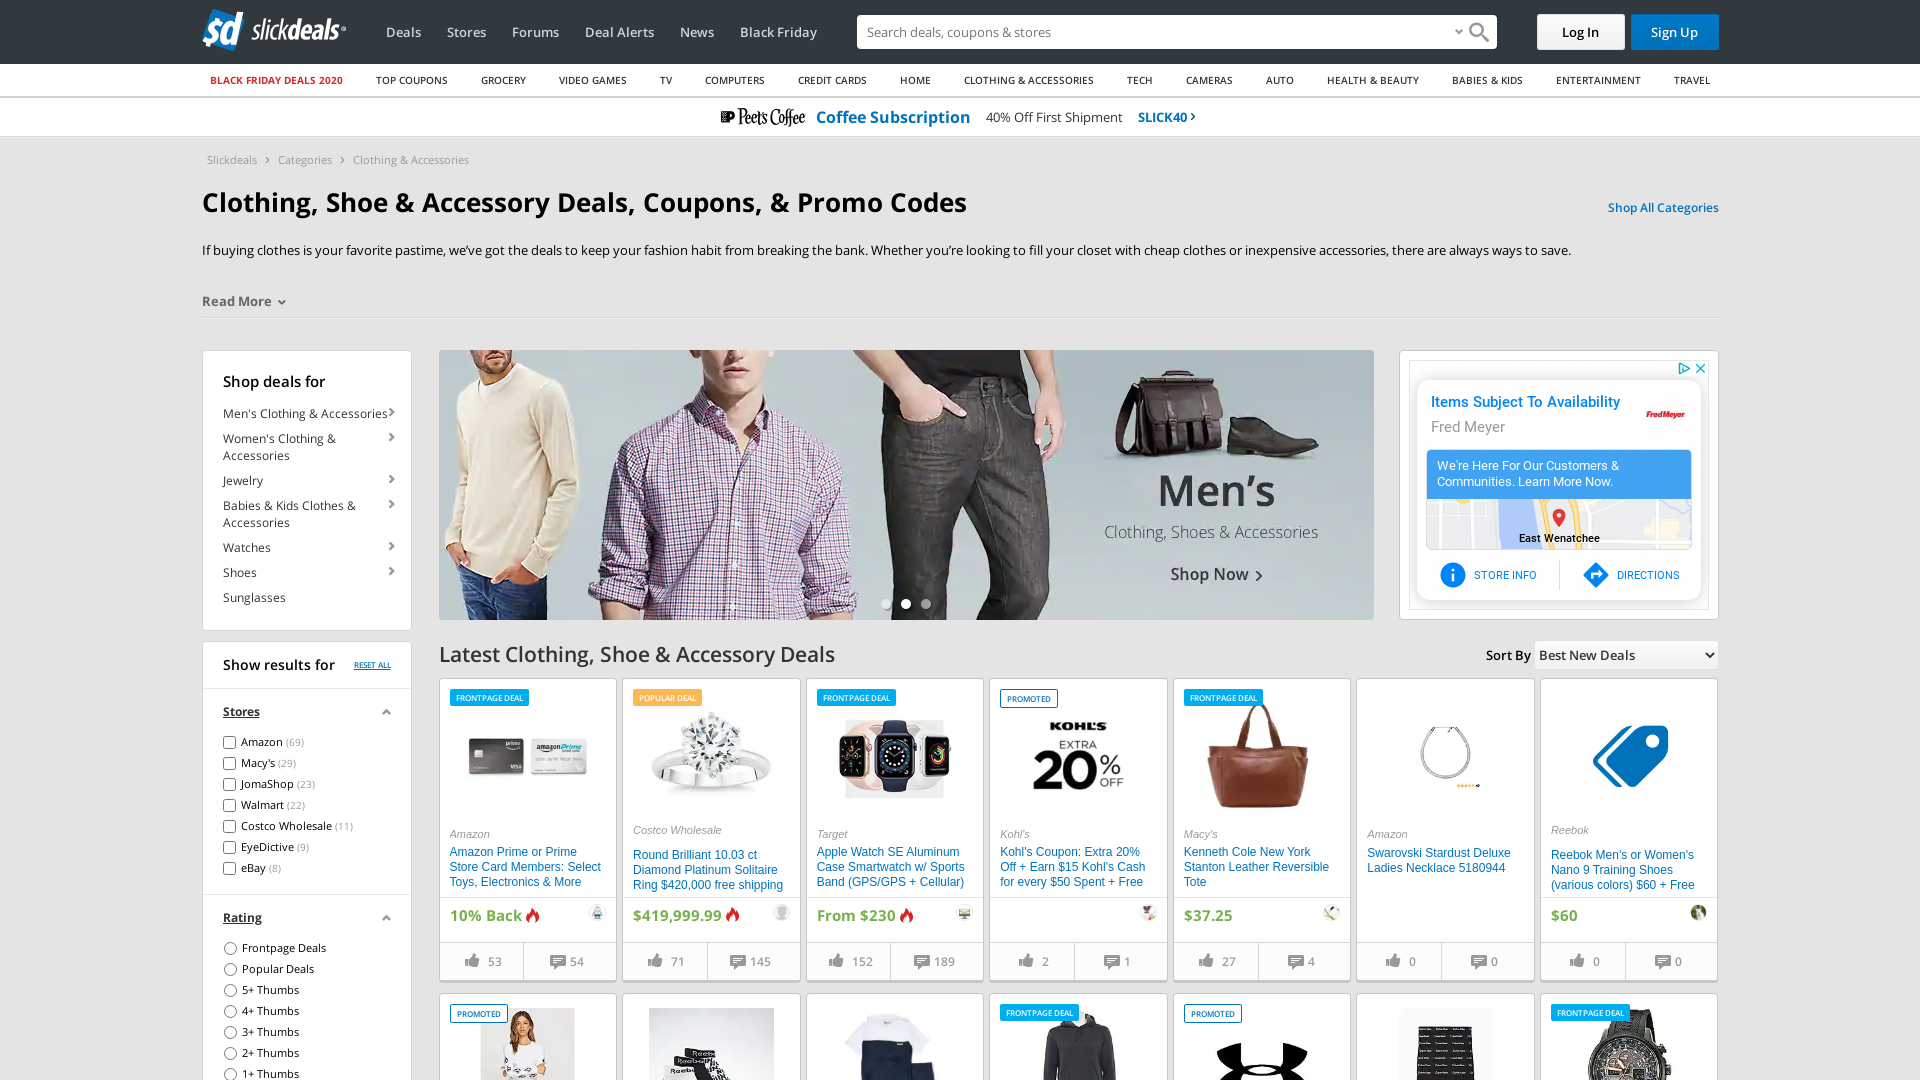 slickdeals
Deals
Stores
Forums
Deal Alerts
News
Black Friday
Search deals, coupons & stores
Log In
Sign Up
BLACK FRIDAY DEALS 2020
TOP COUPONS
GROCERY
VIDEO GAMES
TV
COMPUTERS
CREDIT CARDS
HOME
CLOTHING & ACCESSORIES
TECH
CAMERAS
AUTO
HEALTH & BEAUTY
BABIES & KIDS
ENTERTAINMENT
TRAVEL
Peet's Coffee Coffee Subscription 40% Off First Shipment SLICK40
Slickdeals > Categories > Clothing & Accessories
Clothing, Shoe & Accessory Deals, Coupons, & Promo Codes
Shop All Categories
If buying clothes is your favorite pastime, we’ve got the deals to keep your fashion habit from breaking the bank. Whether you’re looking to fill your closet with cheap clothes or inexpensive accessories, there are always ways to save.
Read More
Shop deals for
Men's Clothing & Accessories
Women's Clothing &
Accessories
Jewelry
Babies & Kids Clothes &
Accessories
Watches
Shoes
Sunglasses
Men’s
Clothing, Shoes & Accessories
Shop Now
Items Subject To Availability
Fred Meyer
Fred Meyer
We’re Here For Our Customers &
Communities. Learn More Now.
East Wenatchee
STORE INFO
DIRECTIONS
Show results for
RESET ALL
Stores
Amazon (69)
Macy's (29)
JomaShop (23)
Walmart (22)
Costco Wholesale (11)
EyeDictive (9)
eBay (8)
Rating
Frontpage Deals
Popular Deals
5+ Thumbs
4+ Thumbs
3+ Thumbs
2+ Thumbs
1+ Thumbs
Latest Clothing, Shoe & Accessory Deals
Sort By Best New Deals
FRONTPAGE DEAL
prime
VISA
amazonPrime
Amazon
Amazon Prime or Prime
Store Card Members: Select
Toys, Electronics & More
10% Back
53
54
POPULAR DEAL
Costco Wholesale
Round Brilliant 10.03 ct
Diamond Platinum Solitaire
Ring $420,000 free shipping
$419,999.99
71
145
FRONTPAGE DEAL
Target
Apple Watch SE Aluminum
Case Smartwatch w/ Sports
Band (GPS/GPS + Cellular)
From $230
152
189
PROMOTED
KOHL'S
EXTRA
20% OFF
Kohl's
Kohl's Coupon: Extra 20%
Off + Earn $15 Kohl's Cash
for every $50 Spent + Free
2
1
FRONTPAGE DEAL
Macy's
Kenneth Cole New York
Stanton Leather Reversible
Tote
$37.25
27
4
Amazon
Swarovski Stardust Deluxe
Ladies Necklace 5180944
0
0
Reebok
Reebok Men's or Women's
Nano 9 Training Shoes
(various colors) $60 + Free
$60
0
0
PROMOTED
Reebok
Reebok
Reebok
FRONTPAGE DEAL
PROMOTED
FRONTPAGE DEAL